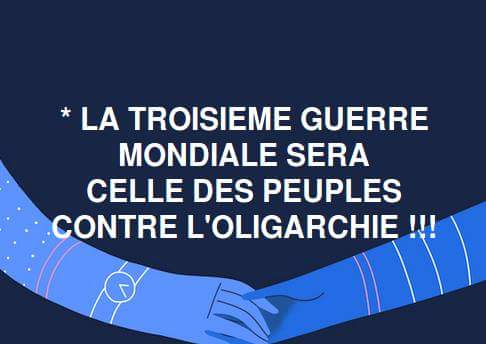 * LA TROISIEME GUERRE
MONDIALE SERA
CELLE DES PEUPLES
CONTRE L'OLIGARCHIE !!!